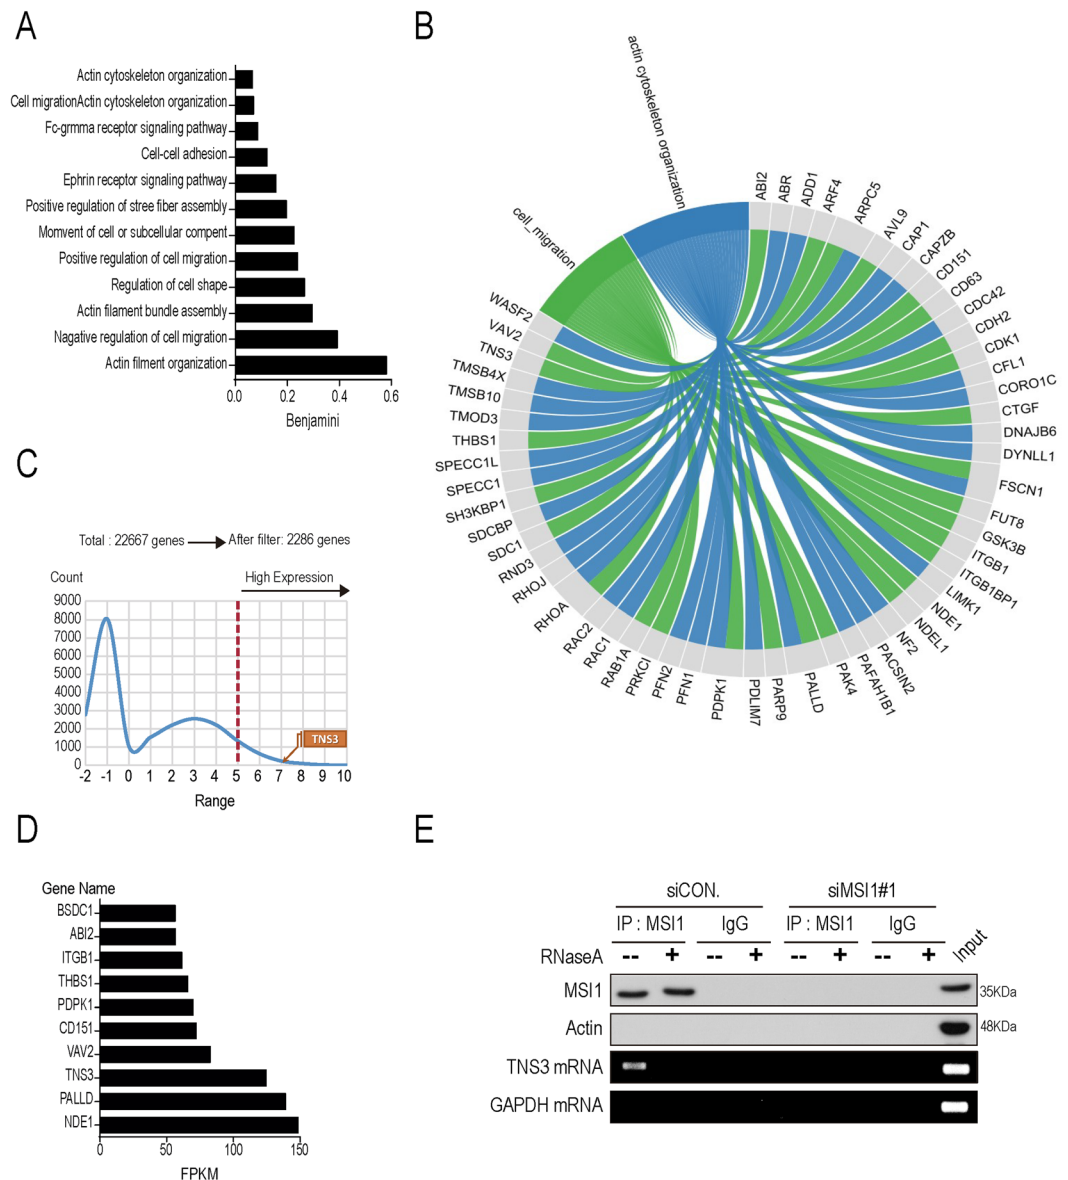 A
Actin cytoskeleton organization
Cell migrationActin cytoskeleton organization
Fc-grmma receptor signaling pathway
Cell-cell adhesion
Ephrin receptor signaling pathway
Positive regulation of stree fiber assembly
Momvent of cell or subcellular compent
Positive regulation of cell migration
Regulation of cell shape
Actin filament bundle assembly
Nagative regulation of cell migration
Actin filment organization
0.0 0.2 0.4 0.6
Benjamini
B
actin cytoskeleton organization
cell_migration
ABI2
ABR
ADD1
ARF4
ARPC5
AVL9
CAP1
CAPZB
CD151
CD63
CDC42
CDH2
CDK1
CFL1
CORO1C
CTGF
DNAJB6
DYNLL1
FSCN1
FUT8
GSK3B
ITGB1
ITGB1BP1
LIMK1
NDE1
NDEL1
NF2
PACSIN2
PAFAH1B1
PAK4
PALLD
PARP9
PDLIM7
PDPK1
PFN1
PFN2
PRKCI
RAB1A
RAC1
RAC2
RHOA
RHOJ
RND3
SDC1
SDCBP
SH3KBP1
SPECC1
SPECC1L
THBS1
TMOD3
TMSB10
TMSB4X
TNS3
VAV2
WASF2
C
Total : 22667 genes After filter: 2286 genes
High Expression
Count
9000
8000
7000
6000
5000
4000
3000
2000
1000
0
TNS3
-2 -1 0 1 2 3 4 5 6 7 8 9 10
Range
D
Gene Name
BSDC1
ABI2
ITGB1
THBS1
PDPK1
CD151
VAV2
TNS3
PALLD
NDE1
0 50 100 150
FPKM
E
siCON. siMSI1#1
IP : MSI1 IgG IP : MSI1 IgG Input
RNaseA -- + -- + -- + -- +
MSI1 35KDa
Actin 48KDa
TNS3 mRNA
GAPDH mRNA